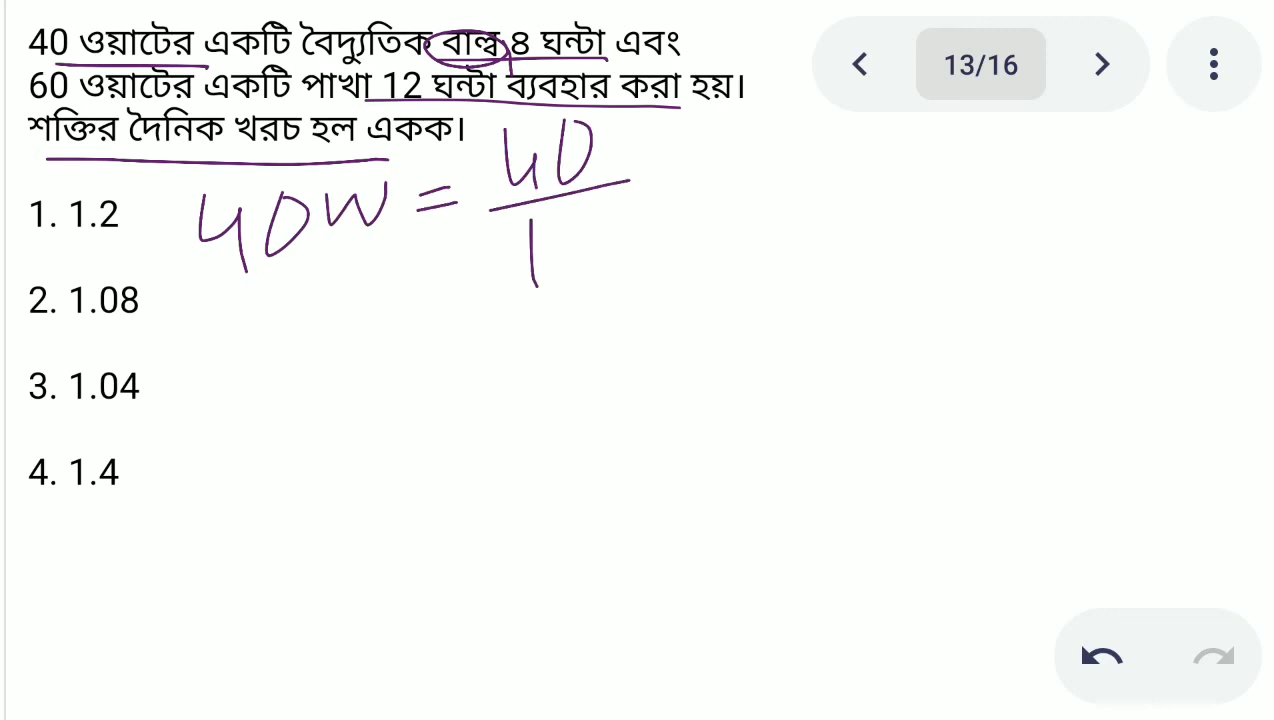 40 ওয়াটের একটি বৈদ্যুতিক বাল্ব 8 ঘন্টা এবং
60 ওয়াটের একটি পাখা 12 ঘন্টা ব্যবহার করা হয়।
শক্তির দৈনিক খরচ হল একক।
1. 1.2
40W = 40
1
2. 1.08
3. 1.04
4. 1.4
13/16